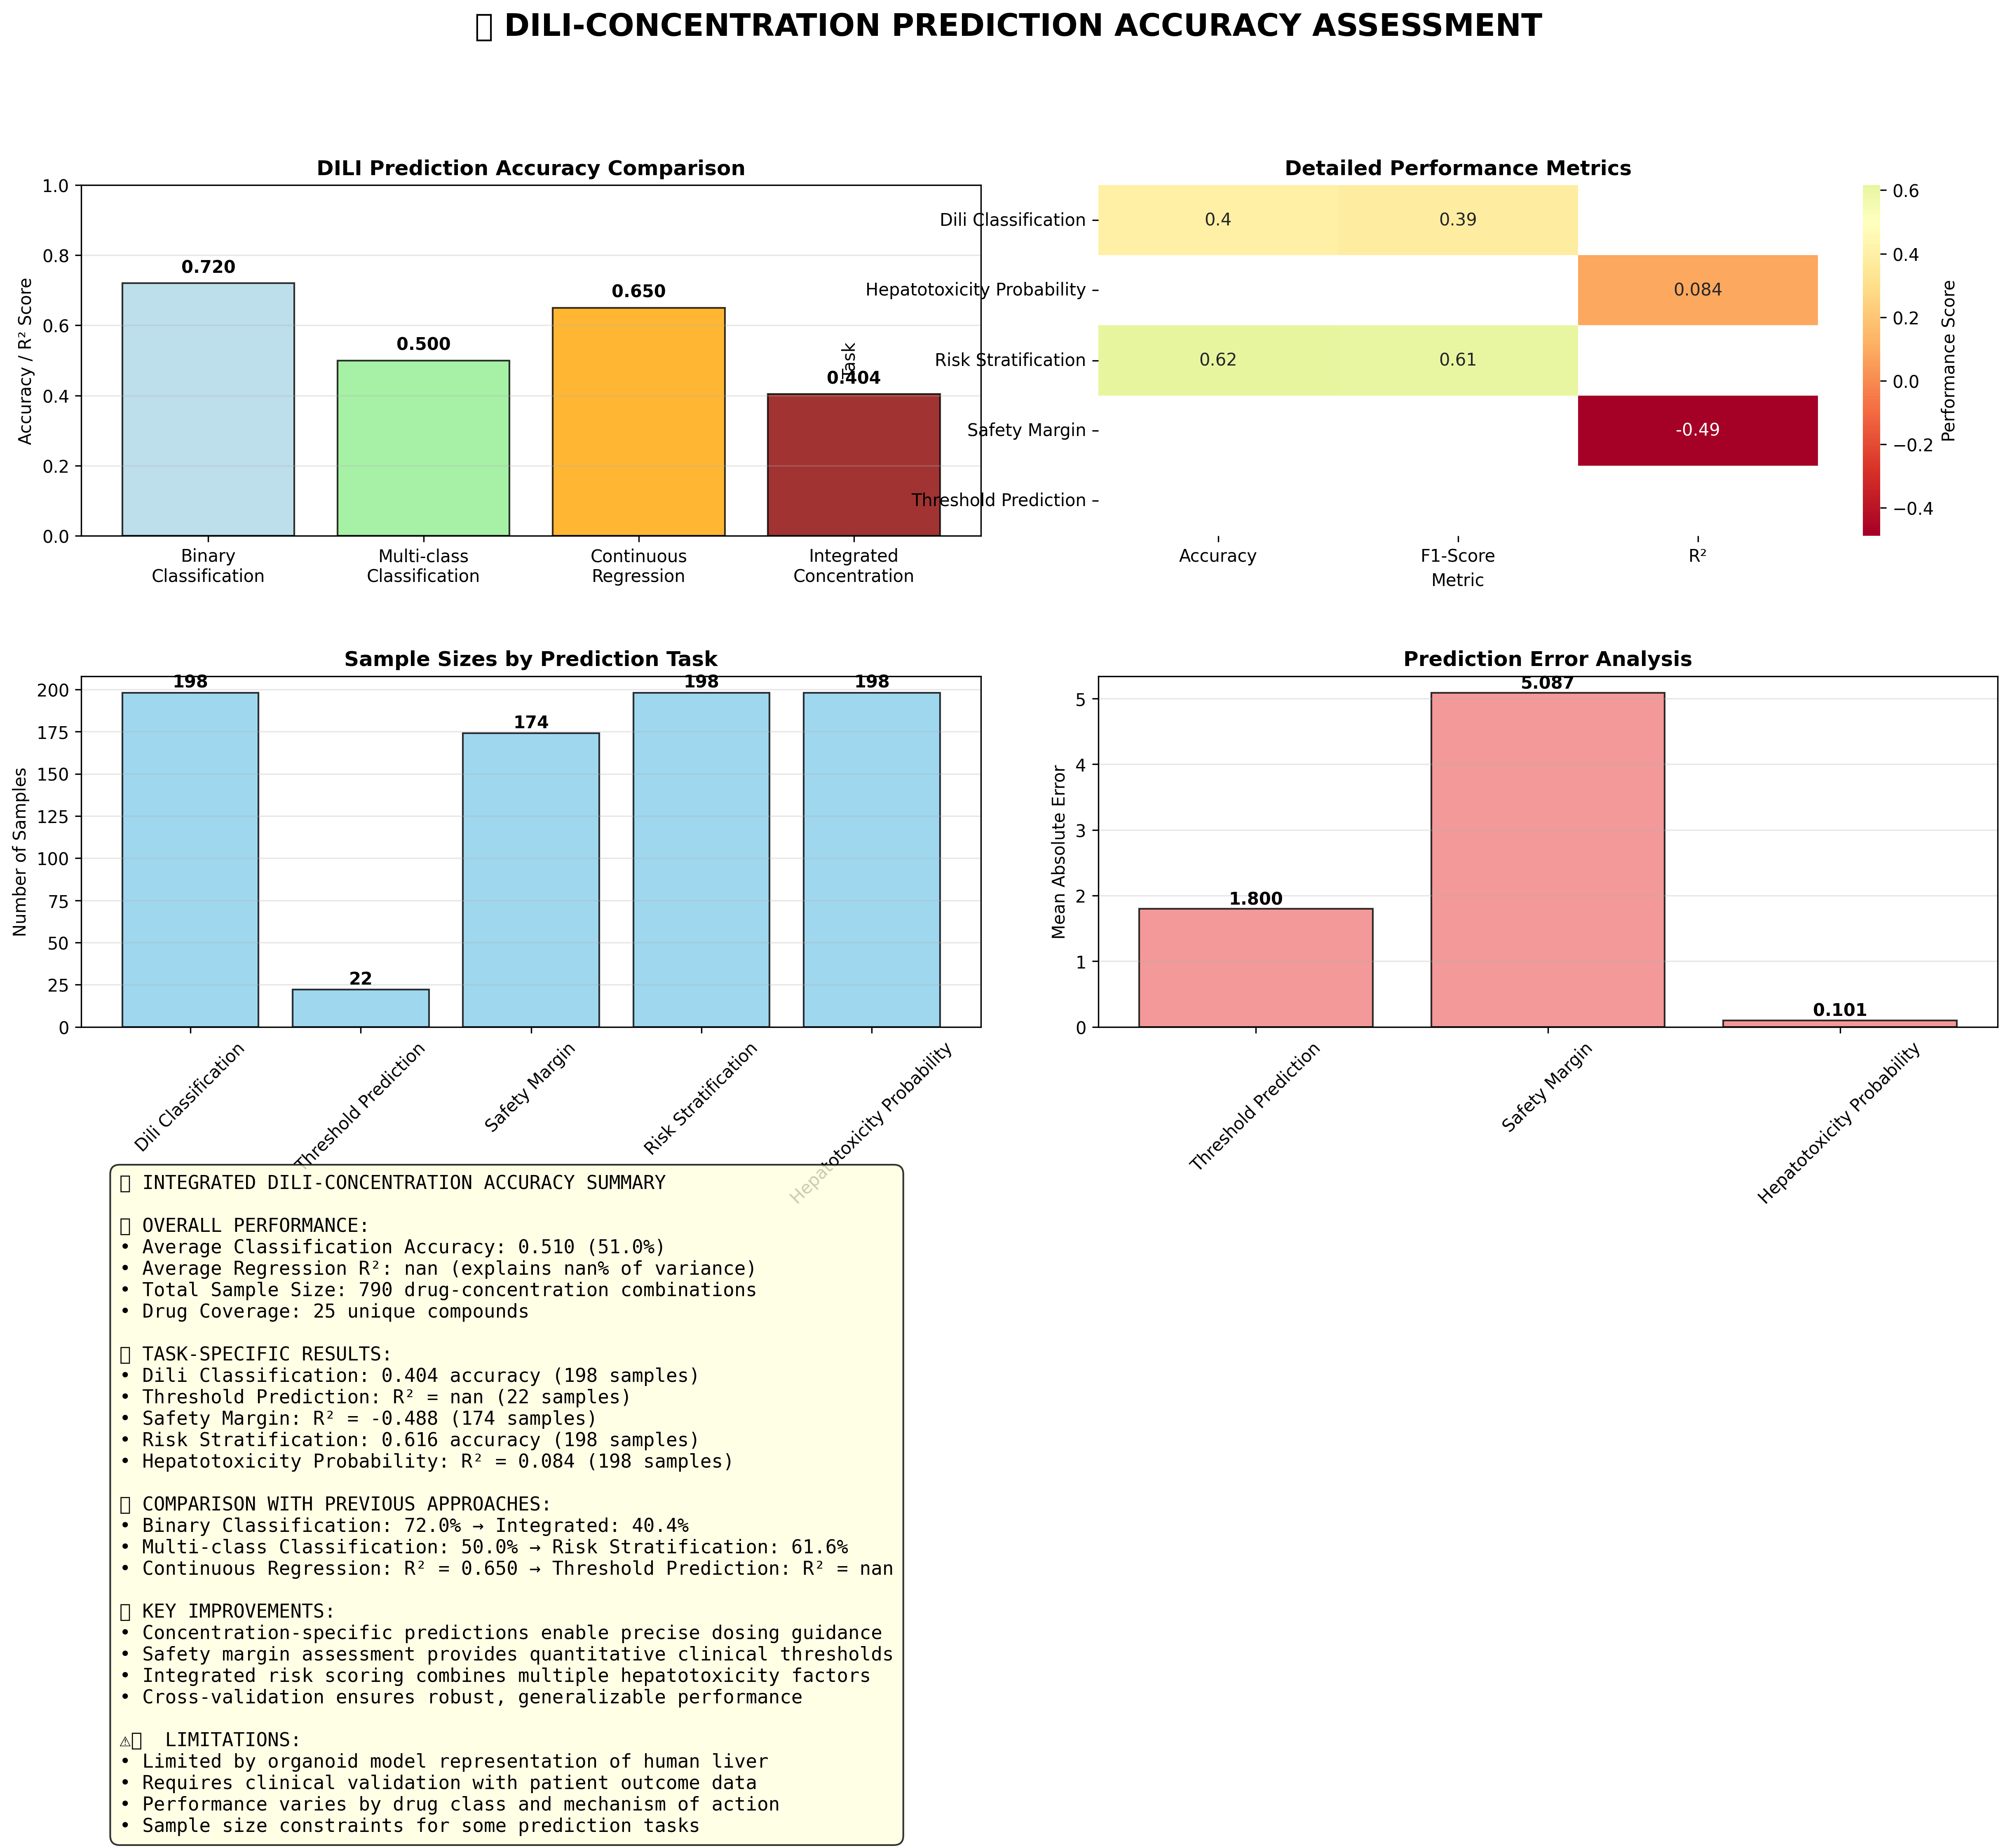 DILI-CONCENTRATION PREDICTION ACCURACY ASSESSMENT
DILI Prediction Accuracy Comparison
Accuracy / R² Score
1.0
0.8
0.6
0.4
0.2
0.0
0.720
0.500
0.650
0.404
Binary
Classification
Multi-class
Classification
Continuous
Regression
Integrated
Concentration
Detailed Performance Metrics
Task
Dili Classification
Hepatotoxicity Probability
Risk Stratification
Safety Margin
Threshold Prediction
0.4
0.39
0.084
0.62
0.61
-0.49
Accuracy
F1-Score
R²
Metric
0.6
0.4
0.2
0.0
−0.2
−0.4
Performance Score
Sample Sizes by Prediction Task
Number of Samples
200
175
150
125
100
75
50
25
0
198
22
174
198
198
Dili Classification
Threshold Prediction
Safety Margin
Risk Stratification
Hepatotoxicity Probability
Prediction Error Analysis
Mean Absolute Error
5
4
3
2
1
0
1.800
5.087
0.101
Threshold Prediction
Safety Margin
Hepatotoxicity Probability
INTEGRATED DILI-CONCENTRATION ACCURACY SUMMARY
OVERALL PERFORMANCE:
• Average Classification Accuracy: 0.510 (51.0%)
• Average Regression R²: nan (explains nan% of variance)
• Total Sample Size: 790 drug-concentration combinations
• Drug Coverage: 25 unique compounds
TASK-SPECIFIC RESULTS:
• Dili Classification: 0.404 accuracy (198 samples)
• Threshold Prediction: R² = nan (22 samples)
• Safety Margin: R² = -0.488 (174 samples)
• Risk Stratification: 0.616 accuracy (198 samples)
• Hepatotoxicity Probability: R² = 0.084 (198 samples)
COMPARISON WITH PREVIOUS APPROACHES:
• Binary Classification: 72.0% → Integrated: 40.4%
• Multi-class Classification: 50.0% → Risk Stratification: 61.6%
• Continuous Regression: R² = 0.650 → Threshold Prediction: R² = nan
KEY IMPROVEMENTS:
• Concentration-specific predictions enable precise dosing guidance
• Safety margin assessment provides quantitative clinical thresholds
• Integrated risk scoring combines multiple hepatotoxicity factors
• Cross-validation ensures robust, generalizable performance
⚠ LIMITATIONS:
• Limited by organoid model representation of human liver
• Requires clinical validation with patient outcome data
• Performance varies by drug class and mechanism of action
• Sample size constraints for some prediction tasks